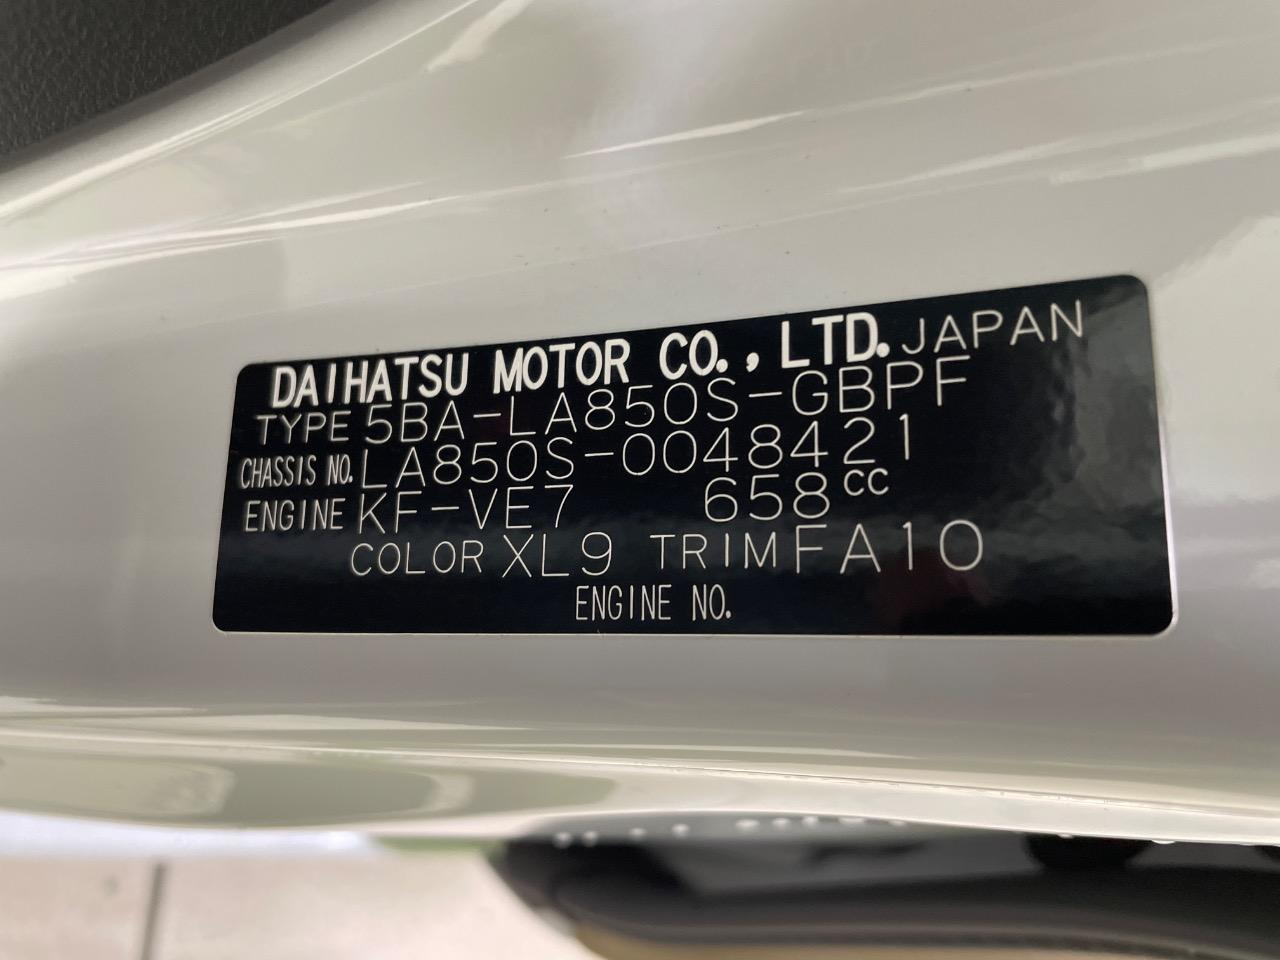 DAIHATSU MOTOR CO., LTD. JAPAN
TYPE 5BA-LA850S-GBPF
CHASSIS NO. LA850S-0048421
ENGINE KF-VE7 658cc
COLOR XL9 TRIM FA10
ENGINE NO.